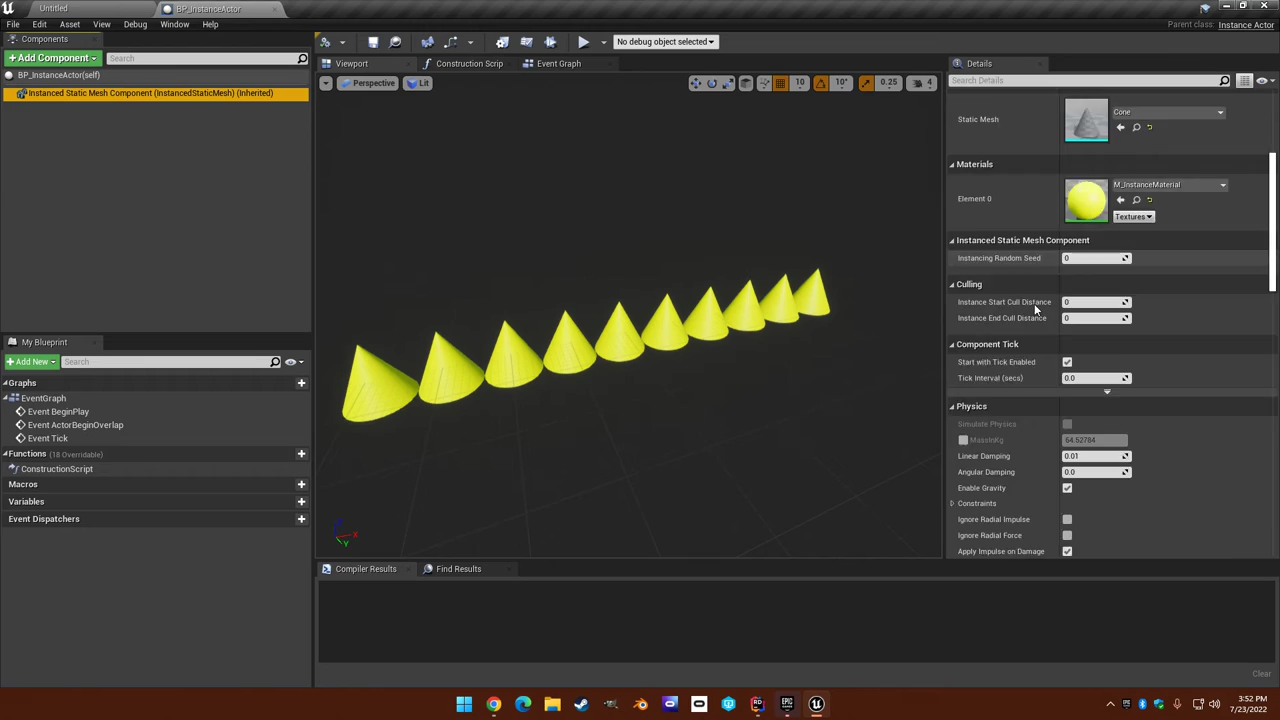 Untitled
BP_InstanceActor
File Edit Asset View Debug Window Help
Parent class: Instance Actor
Components
+Add Component
Search
BP_InstanceActor(self)
Instanced Static Mesh Component (InstancedStaticMesh) (Inherited)
My Blueprint
+Add New
Search
Graphs
EventGraph
Event BeginPlay
Event ActorBeginOverlap
Event Tick
Functions (18 Overridable)
ConstructionScript
Macros
Variables
Event Dispatchers
No debug object selected
Viewport
Construction Scrip
Event Graph
Perspective
Lit
10
10°
0.25
4
X
Y
Compiler Results
Find Results
Clear
Details
Search Details
Static Mesh
Cone
Materials
Element 0
M_InstanceMaterial
Textures
Instanced Static Mesh Component
Instancing Random Seed 0
Culling
Instance Start Cull Distance 0
Instance End Cull Distance 0
Component Tick
Start with Tick Enabled
Tick Interval (secs) 0.0
Physics
Simulate Physics
MassInKg 64.52784
Linear Damping 0.01
Angular Damping 0.0
Enable Gravity
Constraints
Ignore Radial Impulse
Ignore Radial Force
Apply Impulse on Damage
3:52 PM
7/23/2022